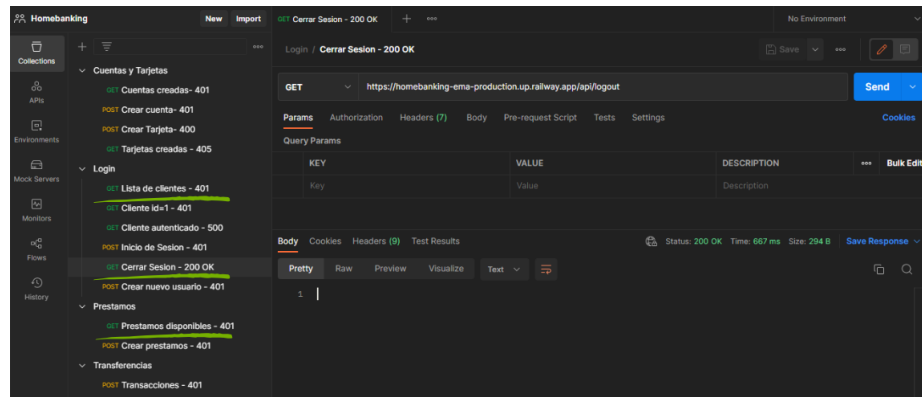 Homebanking New Import GET Cerrar Sesion - 200 OK No Environment
Collections
APIs
Environments
Mock Servers
Monitors
Flows
History
Cuentas y Tarjetas
GET Cuentas creadas- 401
POST Crear cuenta- 401
POST Crear Tarjeta- 400
GET Tarjetas creadas - 405
Login
GET Lista de clientes - 401
GET Cliente id=1 - 401
GET Cliente autenticado - 500
POST Inicio de Sesion - 401
GET Cerrar Sesion - 200 OK
POST Crear nuevo usuario - 401
Prestamos
GET Prestamos disponibles - 401
POST Crear prestamos - 401
Transferencias
POST Transacciones - 401
Login / Cerrar Sesion - 200 OK Save
GET https://homebanking-ema-production.up.railway.app/api/logout Send
Params Authorization Headers (7) Body Pre-request Script Tests Settings Cookies
Query Params
KEY VALUE DESCRIPTION Bulk Edit
Key Value Description
Body Cookies Headers (9) Test Results Status: 200 OK Time: 667 ms Size: 294 B Save Response
Pretty Raw Preview Visualize Text
1